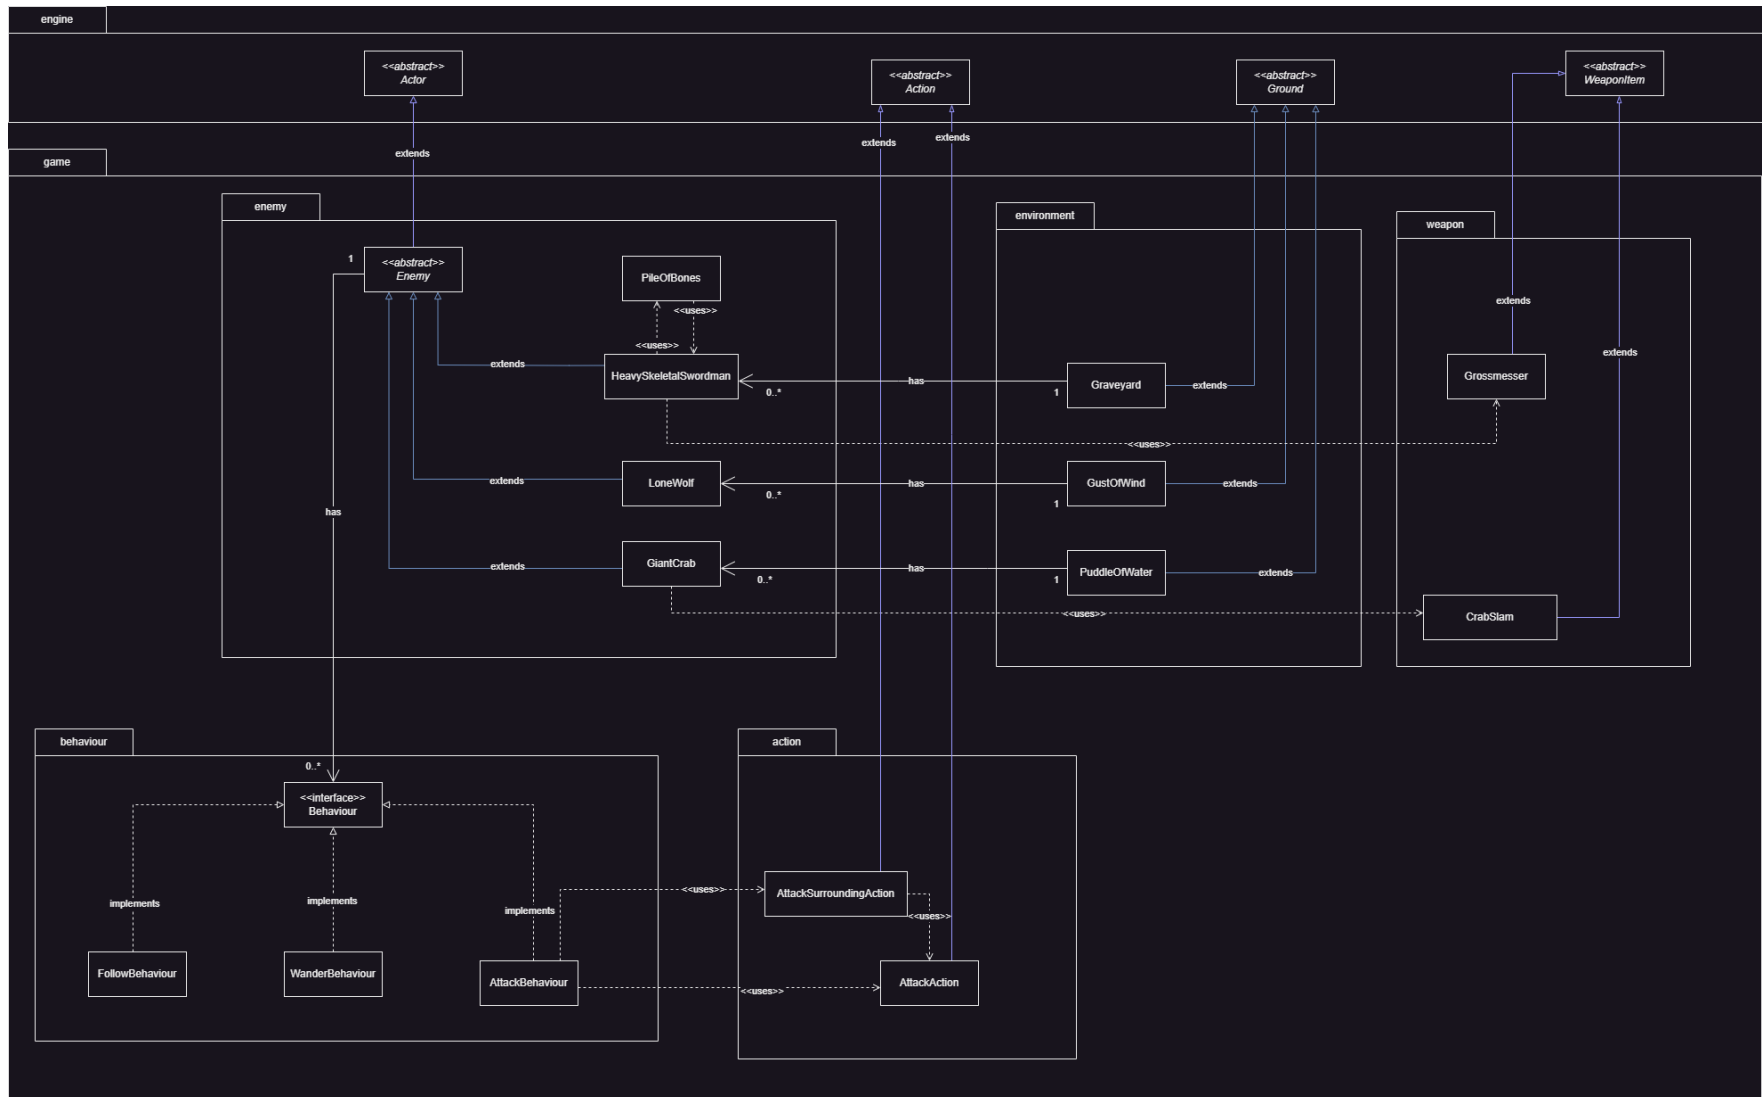 engine
<<abstract>>
Actor
<<abstract>>
Action
<<abstract>>
Ground
<<abstract>>
WeaponItem
extends
extends
extends
game
enemy
environment
weapon
1
<<abstract>>
Enemy
PileOfBones
<<uses>>
<<uses>>
extends
extends
extends
HeavySkeletalSwordman
0..*
has
1
Graveyard
extends
Grossmesser
<<uses>>
extends
LoneWolf
0..*
has
1
GustOfWind
extends
has
extends
GiantCrab
0..*
has
1
PuddleOfWater
extends
<<uses>>
CrabSlam
behaviour
action
0..*
<<interface>>
Behaviour
implements
implements
implements
<<uses>>
AttackSurroundingAction
<<uses>>
FollowBehaviour
WanderBehaviour
AttackBehaviour
<<uses>>
AttackAction